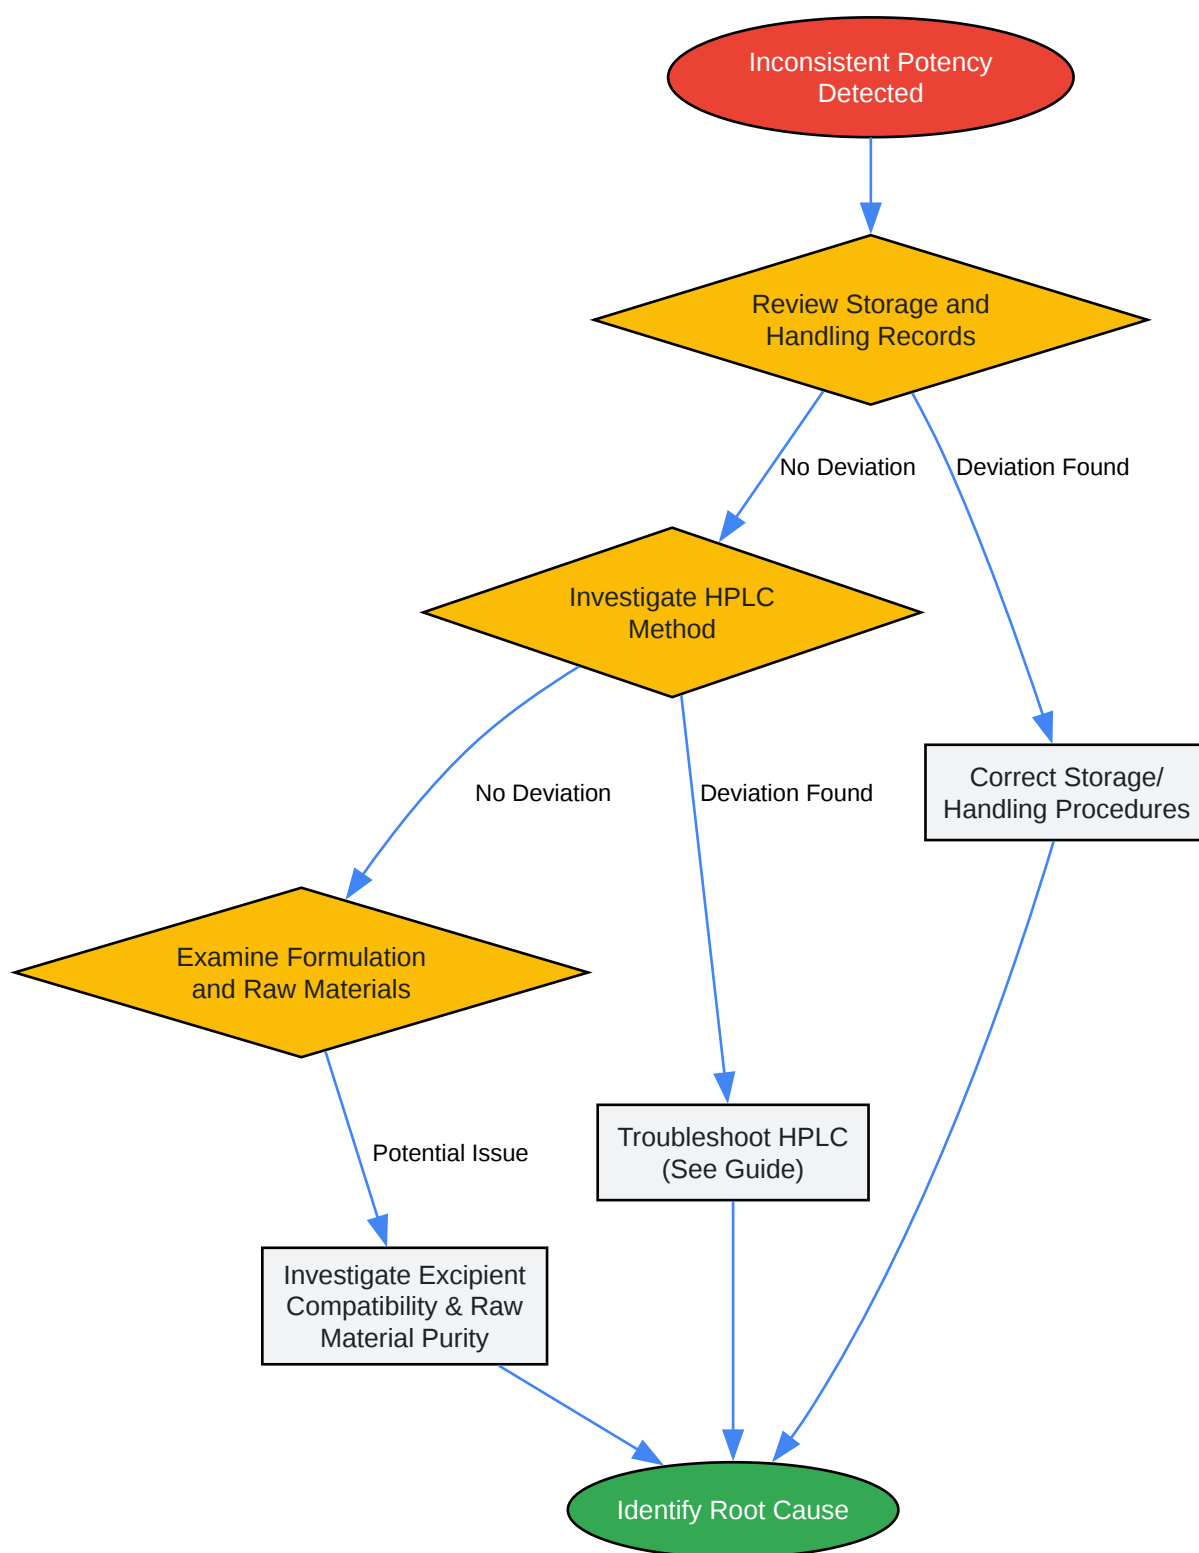 Inconsistent Potency
Detected
Review Storage and
Handling Records
No Deviation
Deviation Found
Investigate HPLC
Method
Correct Storage/
Handling Procedures
No Deviation
Deviation Found
Examine Formulation
and Raw Materials
Troubleshoot HPLC
(See Guide)
Potential Issue
Investigate Excipient
Compatibility & Raw
Material Purity
Identify Root Cause